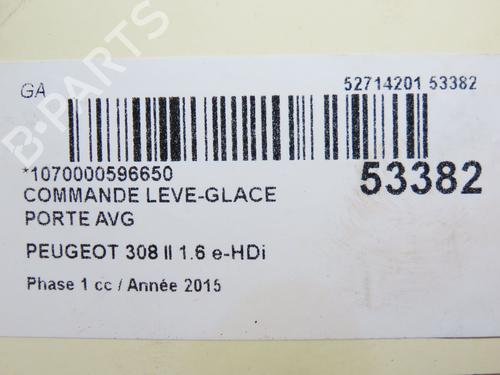 GA
52714201 53382
*1070000596650
53382
COMMANDE LEVE-GLACE
PORTE AVG
PEUGEOT 308 II 1.6 e-HDi
Phase 1 cc / Année 2015
B-PARTS